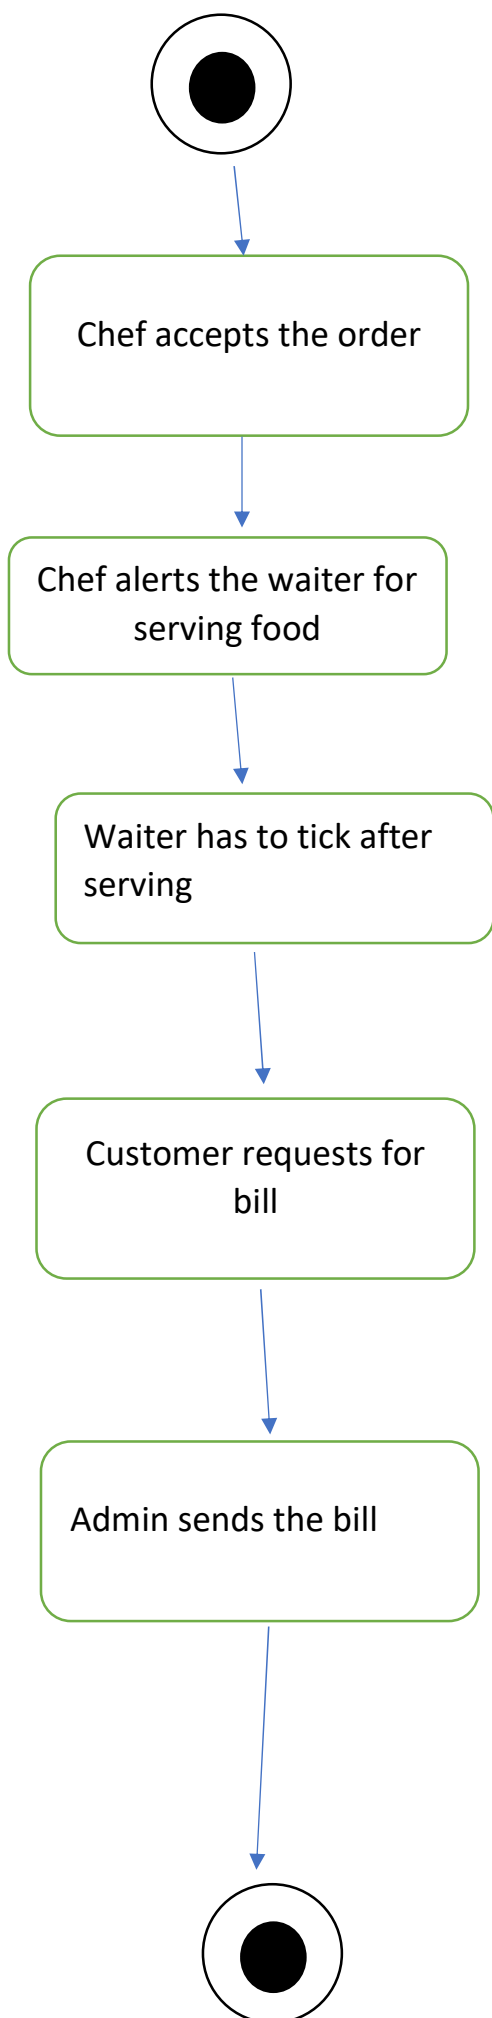 Chef accepts the order
Chef alerts the waiter for
serving food
Waiter has to tick after
serving
Customer requests for
bill
Admin sends the bill